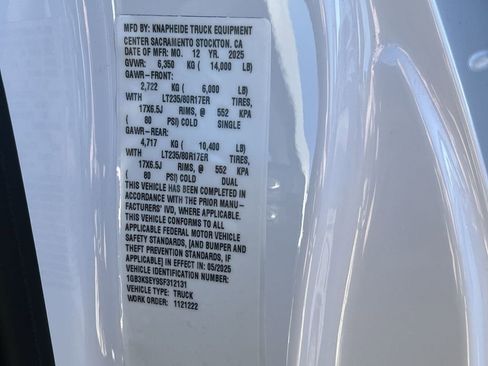 MFD BY: KNAPHEIDE TRUCK EQUIPMENT
CENTER SACRAMENTO STOCKTON. CA
DATE OF MFD: MO. 12 YR. 2025
GVWR: 6,350 KG ( 14,000 LB)
GAWR-FRONT:
2,722 KG ( 6,000 LB)
WITH LT235/80R17ER TIRES,
17X6.5J RIMS, @ 552 KPA
( 80 PSI) COLD SINGLE
GAWR-REAR:
4,717 KG ( 10,400 LB)
WITH LT235/80R17ER TIRES,
17X6.5J RIMS, @ 552 KPA
( 80 PSI) COLD DUAL
THIS VEHICLE HAS BEEN COMPLETED IN
ACCORDANCE WITH THE PRIOR MANU-
FACTURERS' IVD, WHERE APPLICABLE.
THIS VEHICLE CONFORMS TO ALL
APPLICABLE FEDERAL MOTOR VEHICLE
SAFETY STANDARDS, [AND BUMPER AND
THEFT PREVENTION STANDARDS, IF
APPLICABLE] IN EFFECT IN: 05/2025
VEHICLE IDENTIFICATION NUMBER:
1GB3KSEY9SF312131
VEHICLE TYPE: TRUCK
WORK ORDER: 1121222